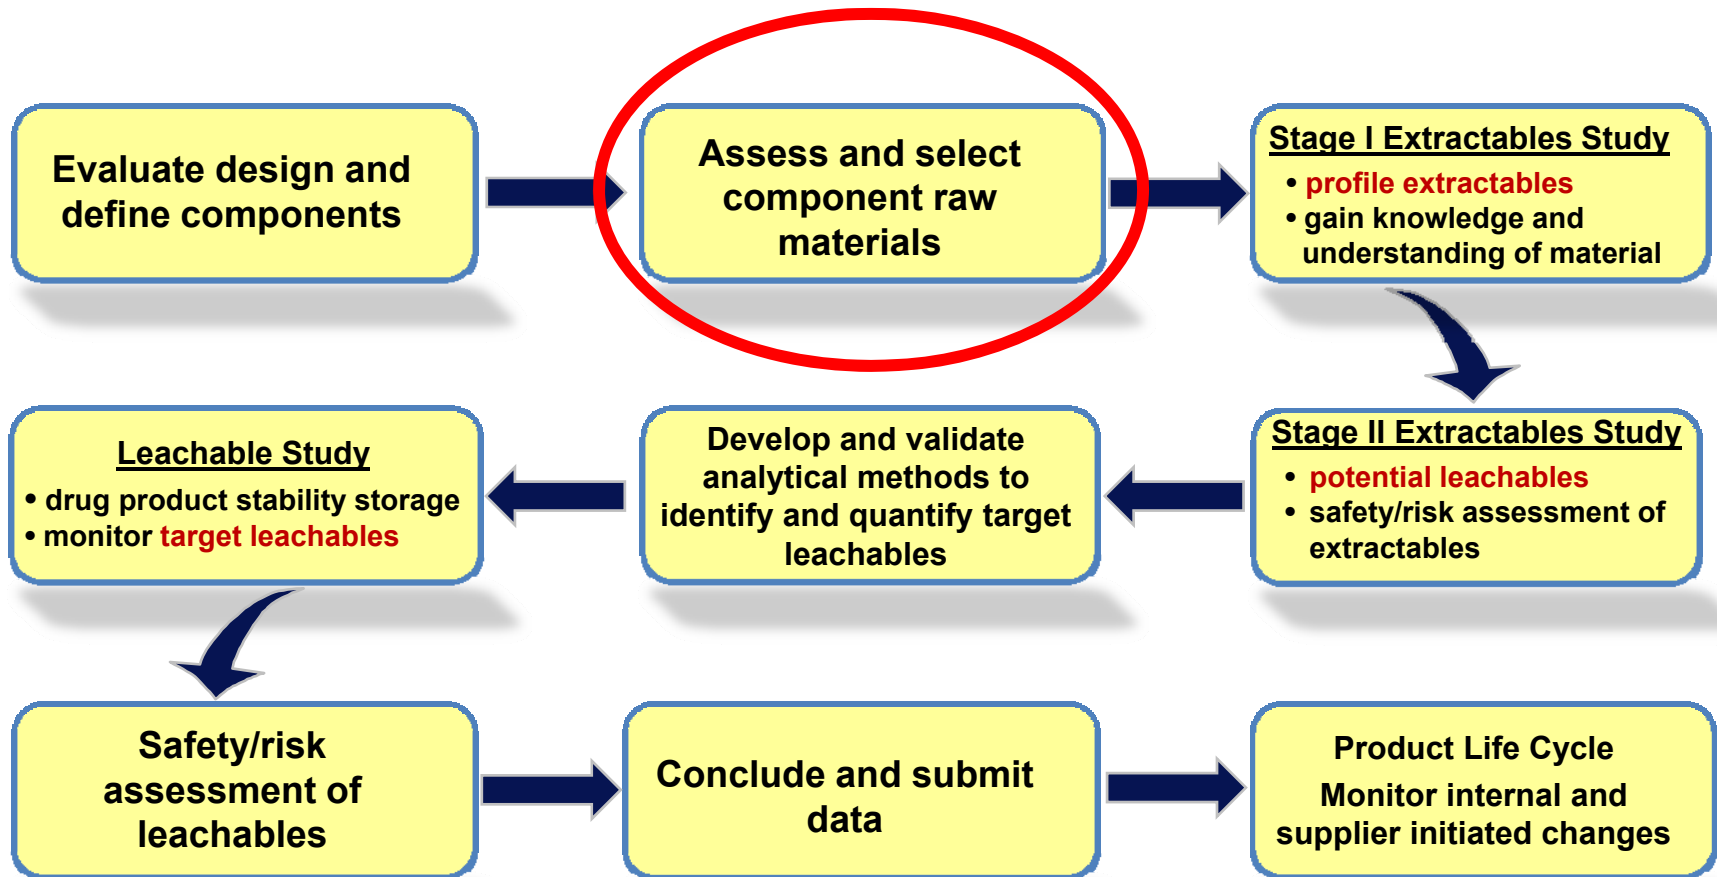 Evaluate design and
define components
Assess and select
component raw
materials
Stage I Extractables Study
• profile extractables
• gain knowledge and
understanding of material
Stage II Extractables Study
• potential leachables
• safety/risk assessment of
extractables
Develop and validate
analytical methods to
identify and quantify target
leachables
Leachable Study
• drug product stability storage
• monitor target leachables
Safety/risk
assessment of
leachables
Conclude and submit
data
Product Life Cycle
Monitor internal and
supplier initiated changes